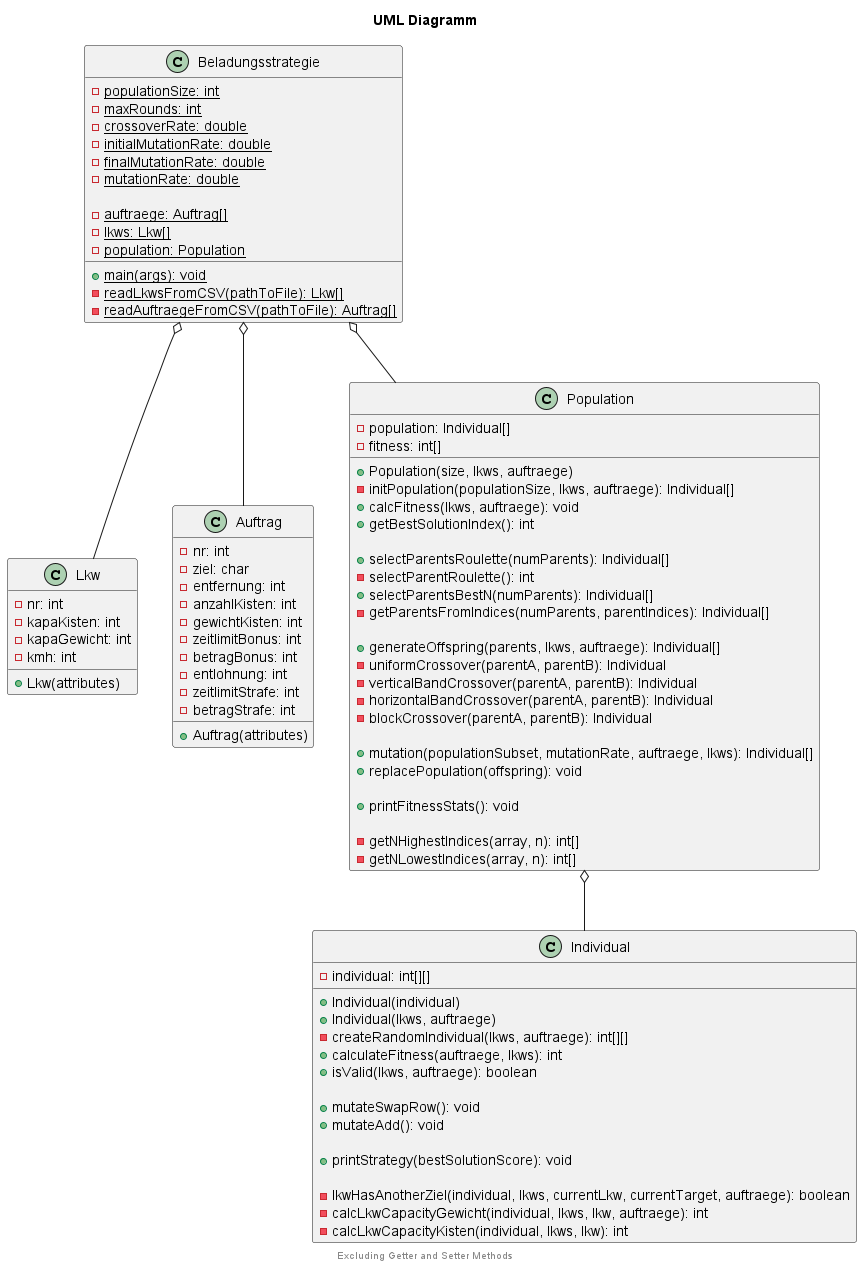 UML Diagramm
C Beladungsstrategie
populationSize: int
maxRounds: int
crossoverRate: double
initialMutationRate: double
finalMutationRate: double
mutationRate: double
auftraege: Auftrag[]
lkws: Lkw[]
population: Population
main(args): void
readLkwsFromCSV(pathToFile): Lkw[]
readAuftraegeFromCSV(pathToFile): Auftrag[]
C Lkw
nr: int
kapaKisten: int
kapaGewicht: int
kmh: int
Lkw(attributes)
C Auftrag
nr: int
ziel: char
entfernung: int
anzahlKisten: int
gewichtKisten: int
zeitlimitBonus: int
betragBonus: int
entlohnung: int
zeitlimitStrafe: int
betragStrafe: int
Auftrag(attributes)
C Population
population: Individual[]
fitness: int[]
Population(size, lkws, auftraege)
initPopulation(populationSize, lkws, auftraege): Individual[]
calcFitness(lkws, auftraege): void
getBestSolutionIndex(): int
selectParentsRoulette(numParents): Individual[]
selectParentRoulette(): int
selectParentsBestN(numParents): Individual[]
getParentsFromIndices(numParents, parentIndices): Individual[]
generateOffspring(parents, lkws, auftraege): Individual[]
uniformCrossover(parentA, parentB): Individual
verticalBandCrossover(parentA, parentB): Individual
horizontalBandCrossover(parentA, parentB): Individual
blockCrossover(parentA, parentB): Individual
mutation(populationSubset, mutationRate, auftraege, lkws): Individual[]
replacePopulation(offspring): void
printFitnessStats(): void
getNHighestIndices(array, n): int[]
getNLowestIndices(array, n): int[]
C Individual
individual: int[][]
Individual(individual)
Individual(lkws, auftraege)
createRandomIndividual(lkws, auftraege): int[][]
calculateFitness(auftraege, lkws): int
isValid(lkws, auftraege): boolean
mutateSwapRow(): void
mutateAdd(): void
printStrategy(bestSolutionScore): void
lkwHasAnotherZiel(individual, lkws, currentLkw, currentTarget, auftraege): boolean
calcLkwCapacityGewicht(individual, lkws, lkw, auftraege): int
calcLkwCapacityKisten(individual, lkws, lkw): int
Excluding Getter and Setter Methods